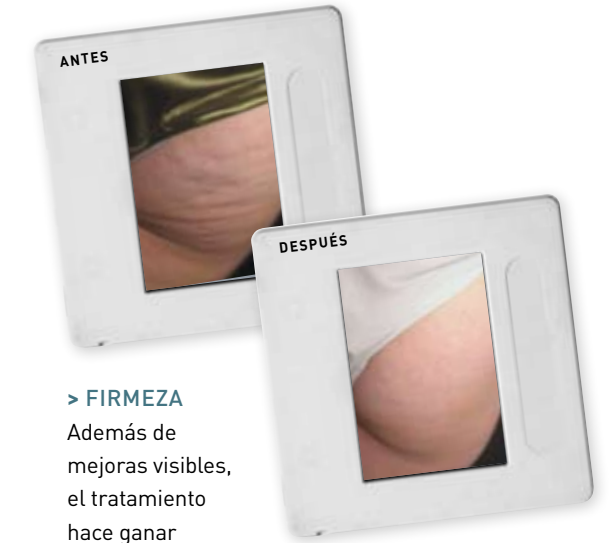 ANTES
DESPUÉS
> FIRMEZA
Además de
mejoras visibles,
el tratamiento
hace ganar